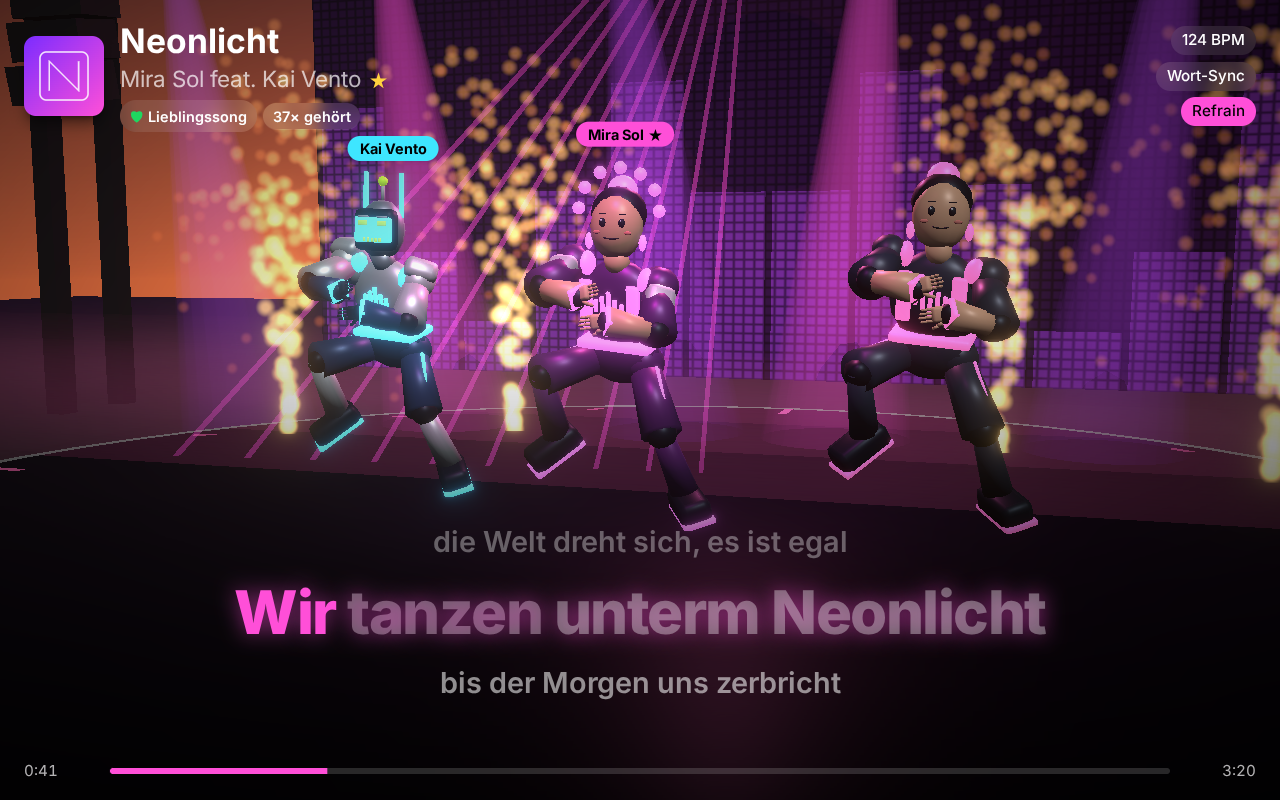 N
Neonlicht
Mira Sol feat. Kai Vento ★
Lieblingssong
37× gehört
124 BPM
Wort-Sync
Refrain
Kai Vento
Mira Sol ★
die Welt dreht sich, es ist egal
Wir tanzen unterm Neonlicht
bis der Morgen uns zerbricht
0:41
3:20